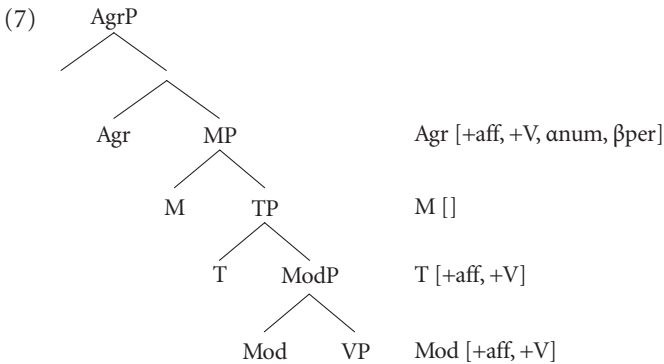 (7) AgrP
Agr MP Agr [+aff, +V, αnum, βper]
M TP M []
T ModP T [+aff, +V]
Mod VP Mod [+aff, +V]